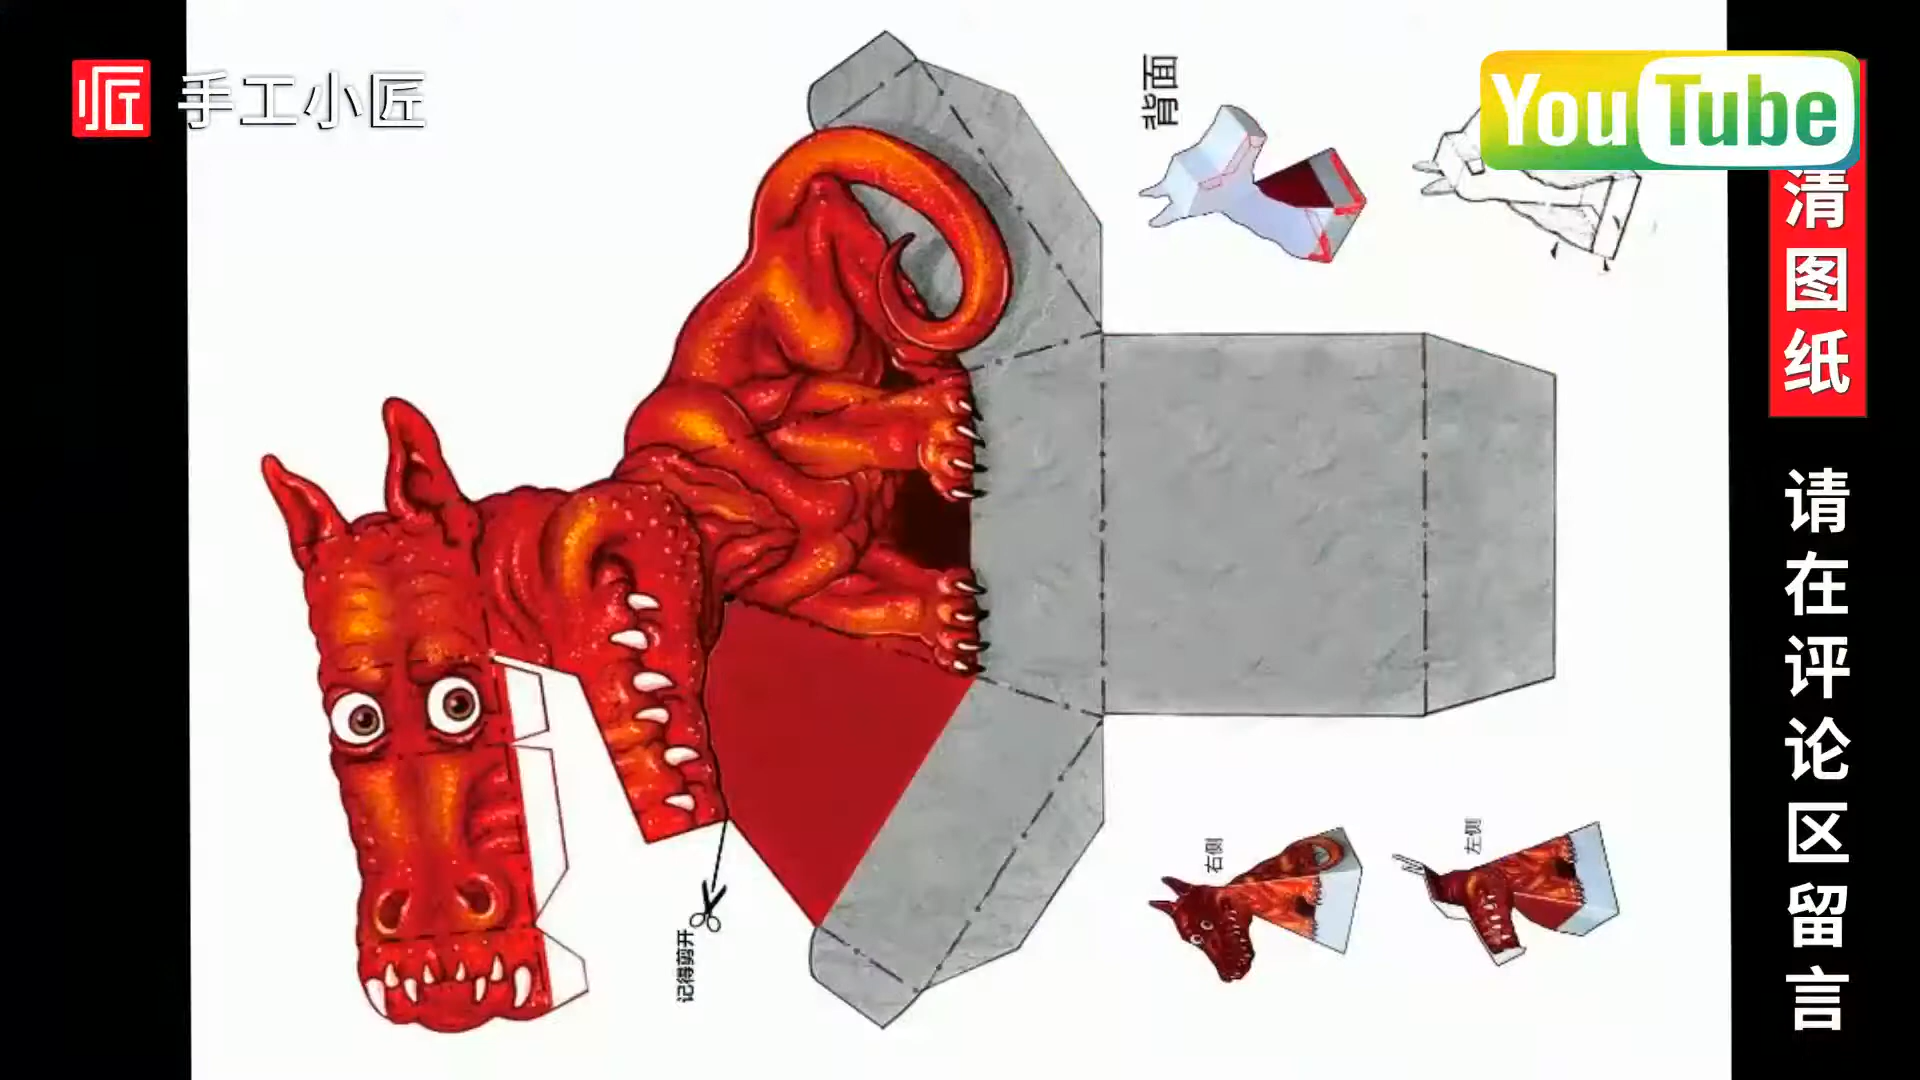 匠 手工小匠
YouTube
清图纸
请在评论区留言
背面
右侧
左侧
记得剪开